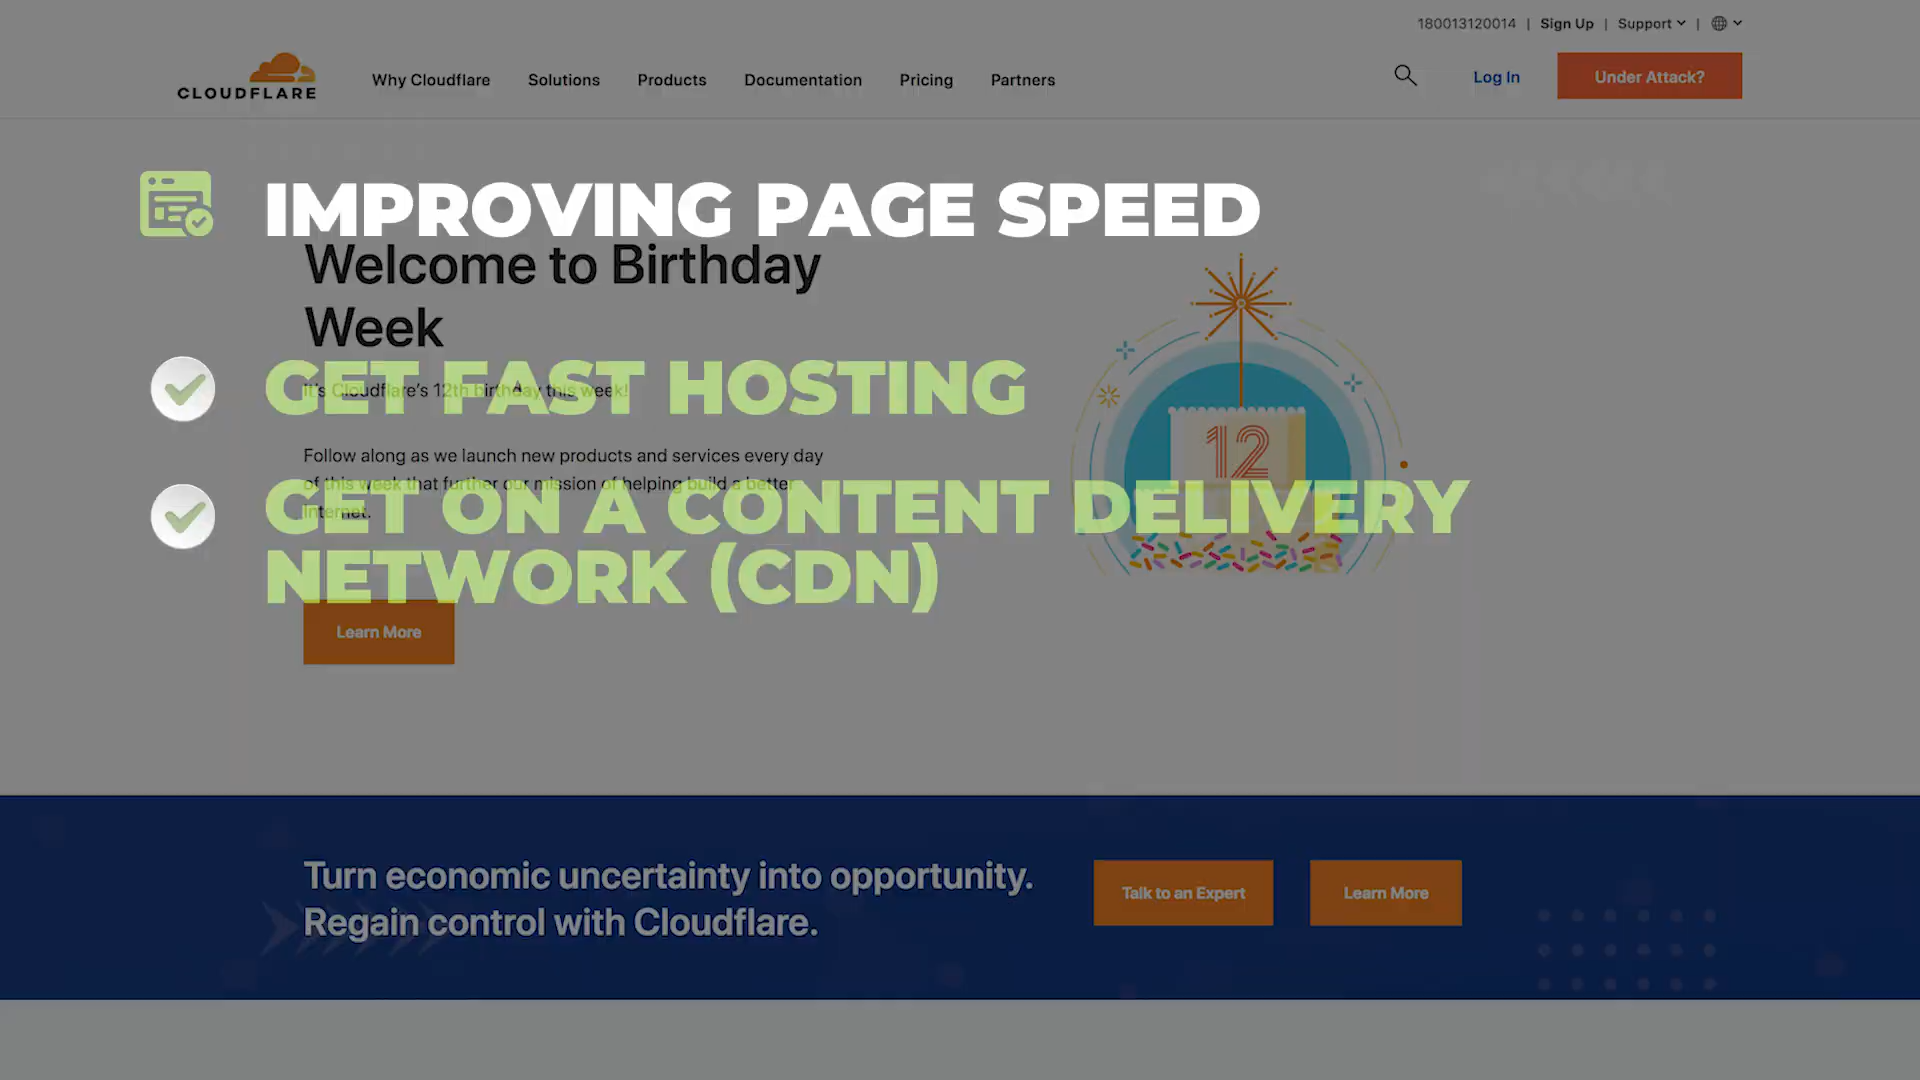 180013120014 | Sign Up | Support |
CLOUDFLARE
Why Cloudflare Solutions Products Documentation Pricing Partners Log In Under Attack?
IMPROVING PAGE SPEED
Welcome to Birthday
Week
GET FAST HOSTING
It's Cloudflare's 12th birthday this week!
12
Follow along as we launch new products and services every day
of this week that further our mission of helping build a better
Internet.
GET ON A CONTENT DELIVERY
NETWORK (CDN)
Learn More
Turn economic uncertainty into opportunity.
Regain control with Cloudflare.
Talk to an Expert
Learn More